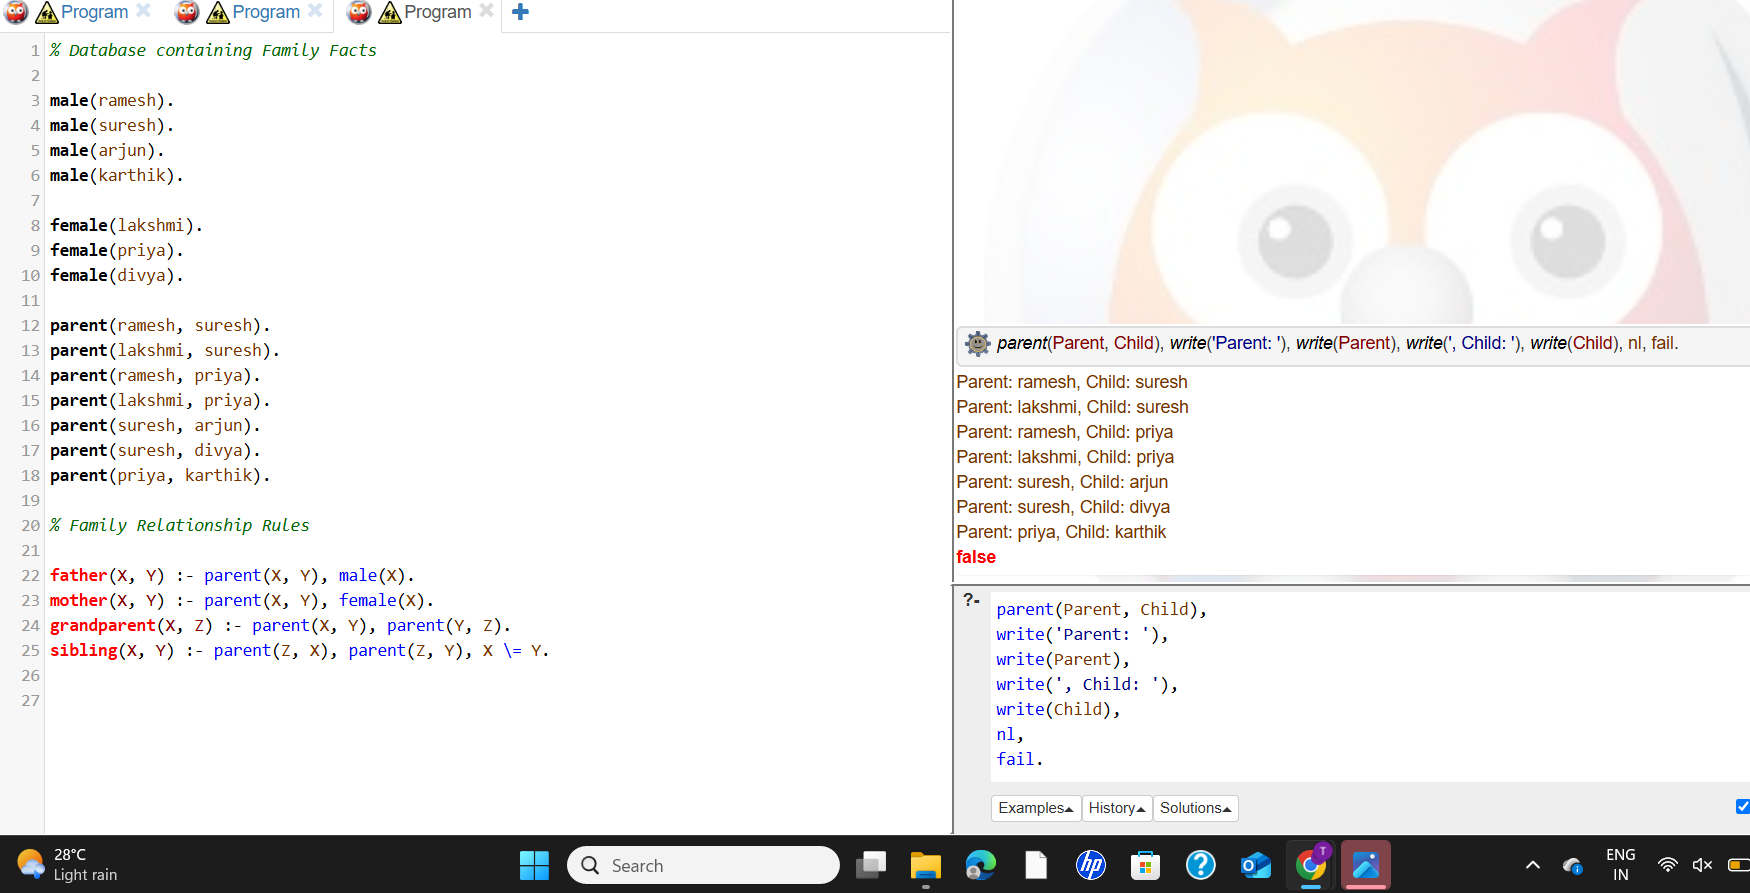 Program Program Program
1 % Database containing Family Facts
2
3 male(ramesh).
4 male(suresh).
5 male(arjun).
6 male(karthik).
7
8 female(lakshmi).
9 female(priya).
10 female(divya).
11
12 parent(ramesh, suresh).
13 parent(lakshmi, suresh).
14 parent(ramesh, priya).
15 parent(lakshmi, priya).
16 parent(suresh, arjun).
17 parent(suresh, divya).
18 parent(priya, karthik).
19
20 % Family Relationship Rules
21
22 father(X, Y) :- parent(X, Y), male(X).
23 mother(X, Y) :- parent(X, Y), female(X).
24 grandparent(X, Z) :- parent(X, Y), parent(Y, Z).
25 sibling(X, Y) :- parent(Z, X), parent(Z, Y), X \= Y.
26
27
parent(Parent, Child), write('Parent: '), write(Parent), write(', Child: '), write(Child), nl, fail.
Parent: ramesh, Child: suresh
Parent: lakshmi, Child: suresh
Parent: ramesh, Child: priya
Parent: lakshmi, Child: priya
Parent: suresh, Child: arjun
Parent: suresh, Child: divya
Parent: priya, Child: karthik
false
?- parent(Parent, Child),
write('Parent: '),
write(Parent),
write(', Child: '),
write(Child),
nl,
fail.
Examples History Solutions
28°C
Light rain
Search
hp
T
ENG
IN